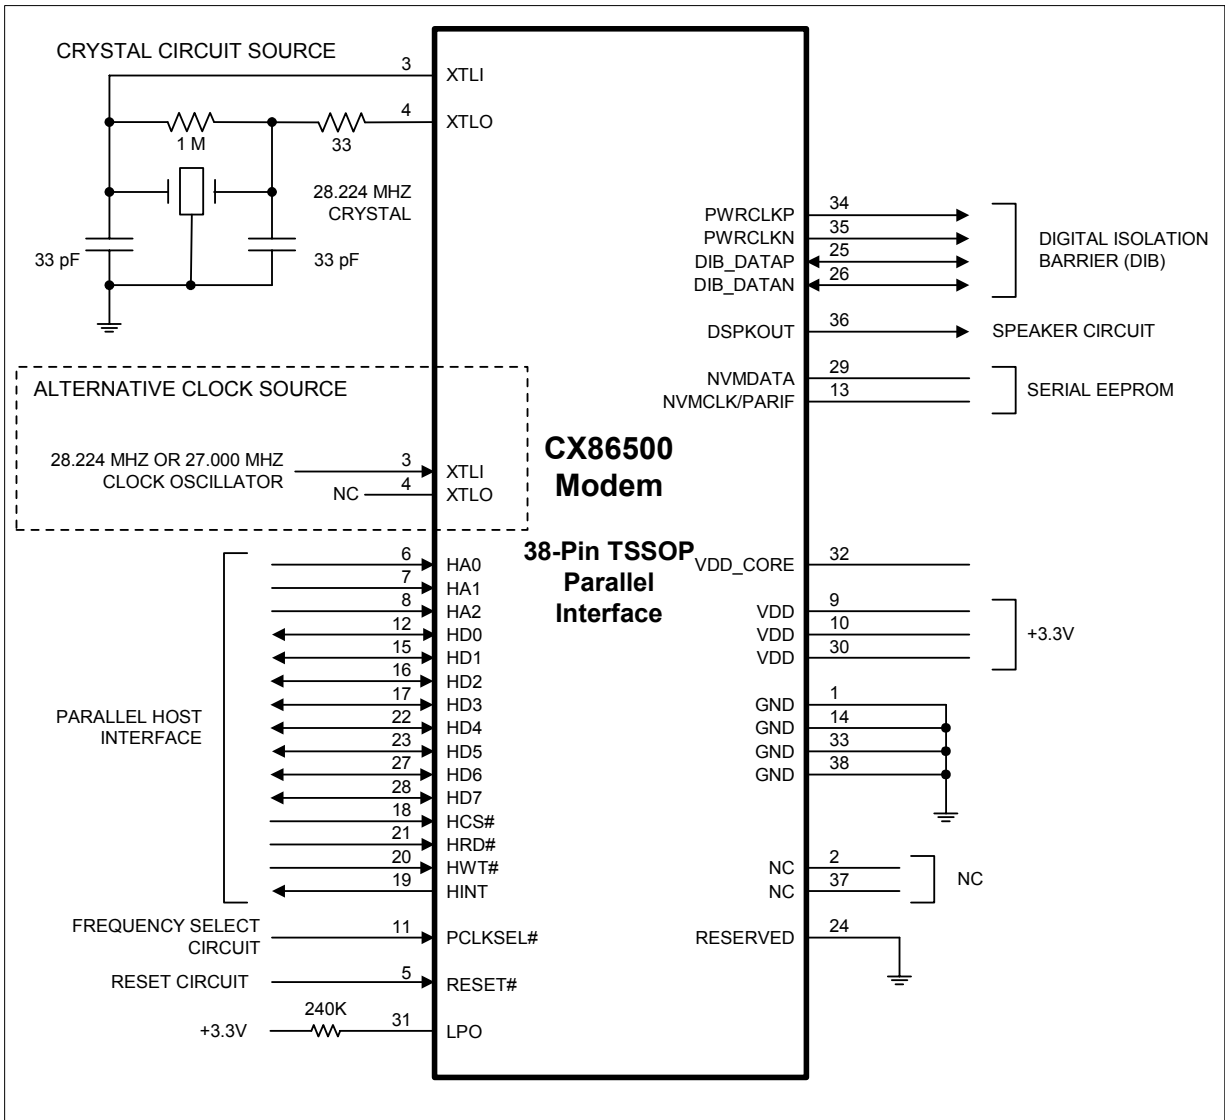 CRYSTAL CIRCUIT SOURCE
3
XTLI
4
XTLO
1 M
33
28.224 MHZ
CRYSTAL
33 pF
33 pF
ALTERNATIVE CLOCK SOURCE
28.224 MHZ OR 27.000 MHZ
CLOCK OSCILLATOR
3
XTLI
NC
4
XTLO
PARALLEL HOST
INTERFACE
6 HA0
7 HA1
8 HA2
12 HD0
15 HD1
16 HD2
17 HD3
22 HD4
23 HD5
27 HD6
28 HD7
18 HCS#
21 HRD#
20 HWT#
19 HINT
FREQUENCY SELECT
CIRCUIT
11 PCLKSEL#
RESET CIRCUIT
5 RESET#
+3.3V
240K
31 LPO
CX86500
Modem
38-Pin TSSOP
Parallel
Interface
PWRCLKP 34
PWRCLKN 35
DIB_DATAP 25
DIB_DATAN 26
DIGITAL ISOLATION
BARRIER (DIB)
DSPKOUT 36
SPEAKER CIRCUIT
NVMDATA 29
NVMCLK/PARIF 13
SERIAL EEPROM
VDD_CORE 32
VDD 9
VDD 10
VDD 30
+3.3V
GND 1
GND 14
GND 33
GND 38
NC 2
NC 37
NC
RESERVED 24